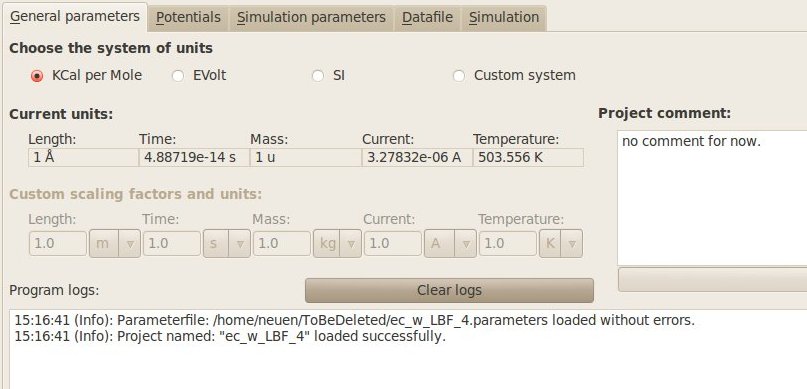 General parameters Potentials Simulation parameters Datafile Simulation
Choose the system of units
KCal per Mole EVolt SI Custom system
Current units:
Project comment:
Length: Time: Mass: Current: Temperature:
1 Å 4.88719e-14 s 1 u 3.27832e-06 A 503.556 K
no comment for now.
Custom scaling factors and units:
Length: Time: Mass: Current: Temperature:
1.0 m 1.0 s 1.0 kg 1.0 A 1.0 K
Program logs: Clear logs
15:16:41 (Info): Parameterfile: /home/neuen/ToBeDeleted/ec_w_LBF_4.parameters loaded without errors.
15:16:41 (Info): Project named: "ec_w_LBF_4" loaded successfully.